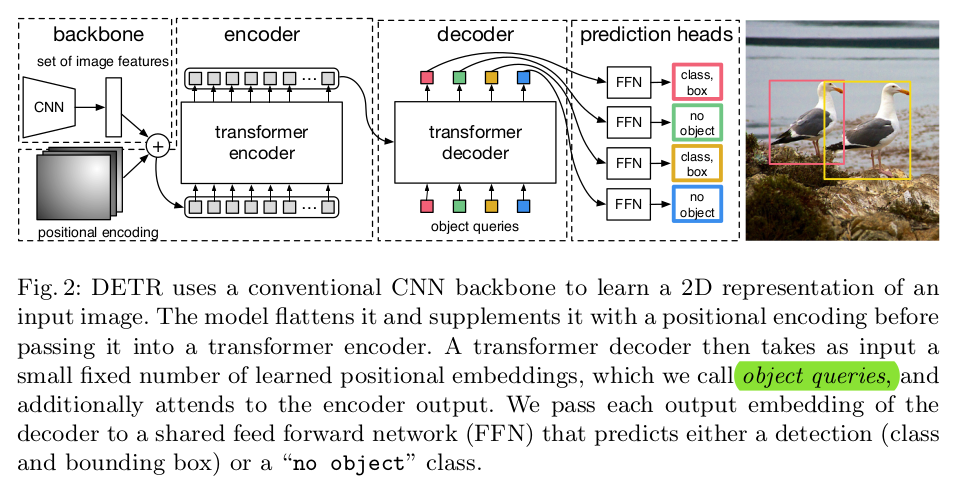 backbone
encoder
decoder
prediction heads
set of image features
CNN
+
positional encoding
...
transformer
encoder
...
transformer
decoder
object queries
FFN
class,
box
FFN
no
object
FFN
class,
box
FFN
no
object
Fig. 2: DETR uses a conventional CNN backbone to learn a 2D representation of an
input image. The model flattens it and supplements it with a positional encoding before
passing it into a transformer encoder. A transformer decoder then takes as input a
small fixed number of learned positional embeddings, which we call object queries, and
additionally attends to the encoder output. We pass each output embedding of the
decoder to a shared feed forward network (FFN) that predicts either a detection (class
and bounding box) or a “no object” class.